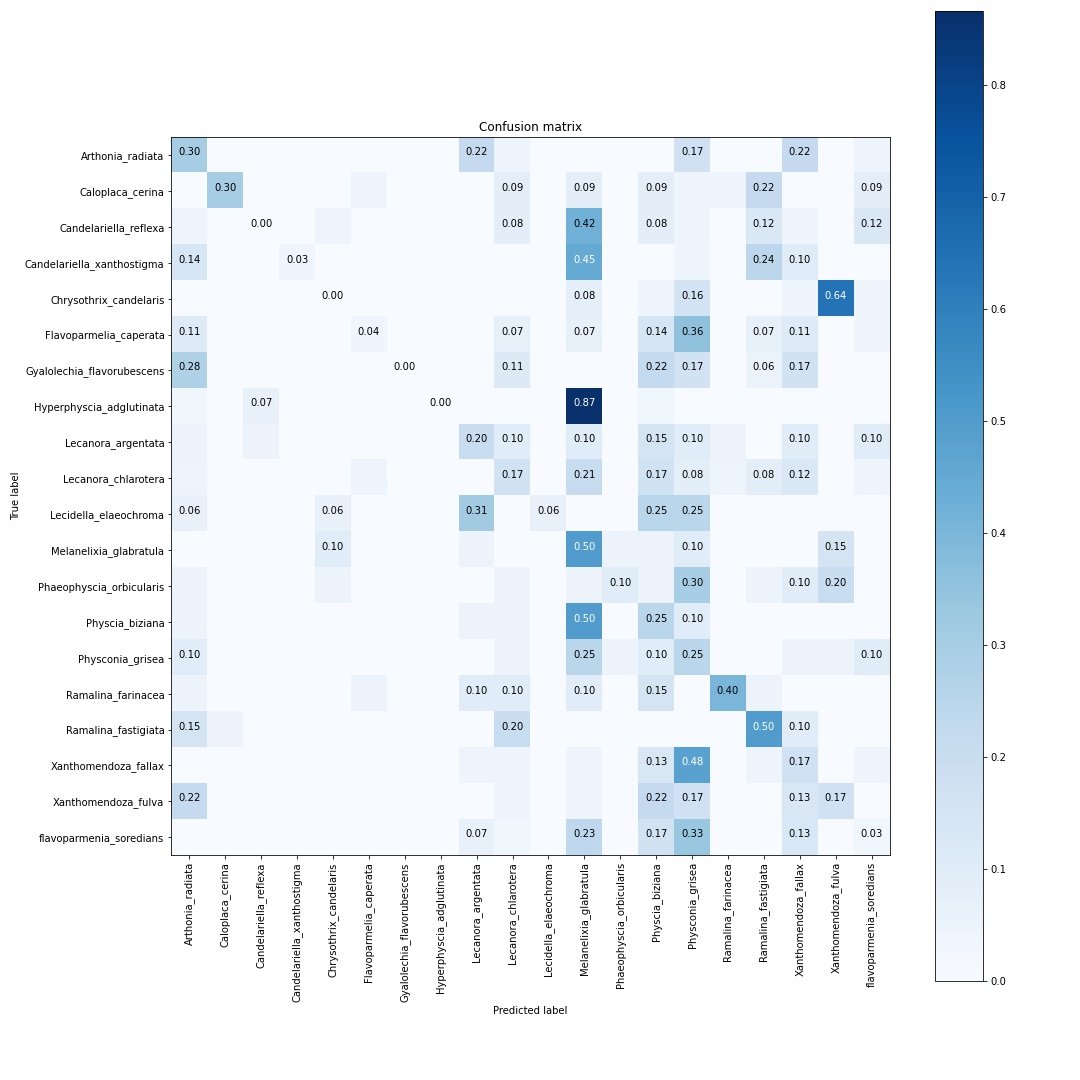 Confusion matrix
Arthonia_radiata 0.30 0.22 0.17 0.22
Caloplaca_cerina 0.30 0.09 0.09 0.09 0.22 0.09
Candelariella_reflexa 0.00 0.08 0.42 0.08 0.12 0.12
Candelariella_xanthostigma 0.14 0.03 0.45 0.24 0.10
Chrysothrix_candelaris 0.00 0.08 0.16 0.64
Flavoparmelia_caperata 0.11 0.04 0.07 0.07 0.14 0.36 0.07 0.11
Gyalolechia_flavorubescens 0.28 0.00 0.11 0.22 0.17 0.06 0.17
Hyperphyscia_adglutinata 0.07 0.00 0.87
Lecanora_argentata 0.20 0.10 0.10 0.15 0.10 0.10 0.10
Lecanora_chlarotera 0.17 0.21 0.17 0.08 0.08 0.12
Lecidella_elaeochroma 0.06 0.06 0.31 0.06 0.25 0.25
Melanelixia_glabratula 0.10 0.50 0.10 0.15
Phaeophyscia_orbicularis 0.10 0.30 0.10 0.20
Physcia_biziana 0.50 0.25 0.10
Physconia_grisea 0.10 0.25 0.10 0.25 0.10
Ramalina_farinacea 0.10 0.10 0.10 0.15 0.40
Ramalina_fastigiata 0.15 0.20 0.50 0.10
Xanthomendoza_fallax 0.13 0.48 0.17
Xanthomendoza_fulva 0.22 0.22 0.17 0.13 0.17
flavoparmenia_soredians 0.07 0.23 0.17 0.33 0.13 0.03
True label
Arthonia_radiata
Caloplaca_cerina
Candelariella_reflexa
Candelariella_xanthostigma
Chrysothrix_candelaris
Flavoparmelia_caperata
Gyalolechia_flavorubescens
Hyperphyscia_adglutinata
Lecanora_argentata
Lecanora_chlarotera
Lecidella_elaeochroma
Melanelixia_glabratula
Phaeophyscia_orbicularis
Physcia_biziana
Physconia_grisea
Ramalina_farinacea
Ramalina_fastigiata
Xanthomendoza_fallax
Xanthomendoza_fulva
flavoparmenia_soredians
Predicted label
0.8
0.7
0.6
0.5
0.4
0.3
0.2
0.1
0.0